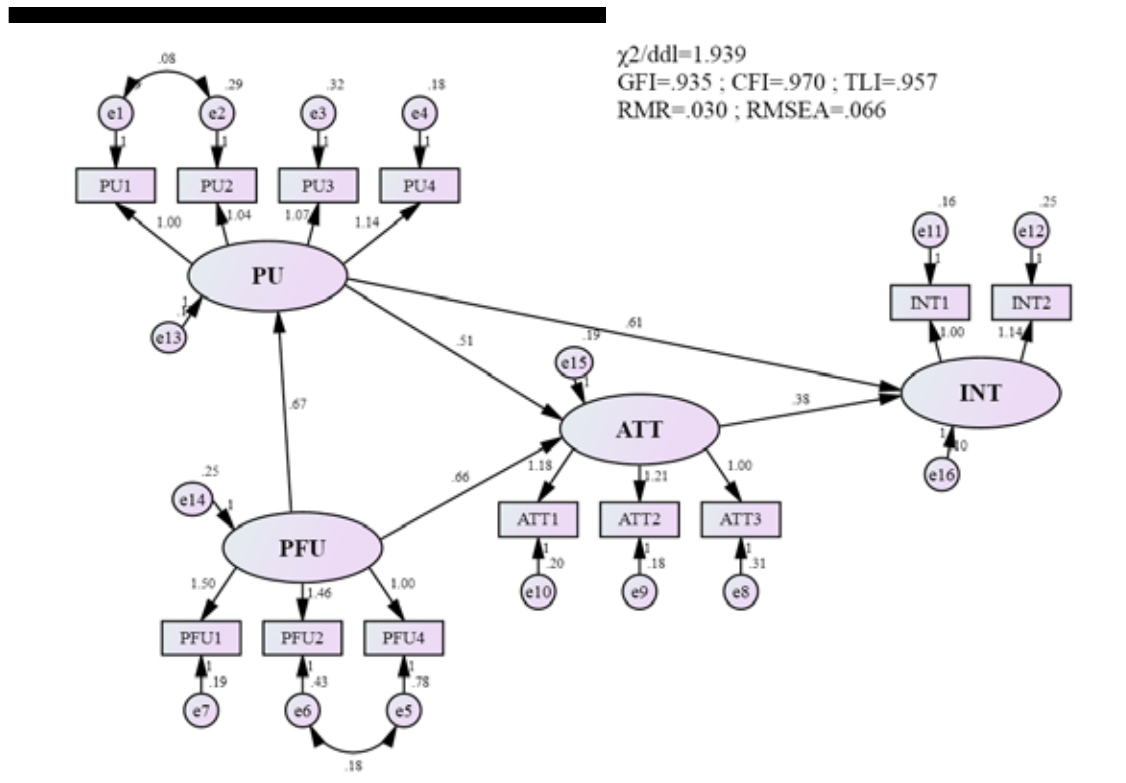 χ2/ddl=1.939
GFI=.935 ; CFI=.970 ; TLI=.957
RMR=.030 ; RMSEA=.066
.08
.29 .32 .18
e1 e2 e3 e4
1 1 1 1
PU1 PU2 PU3 PU4
1.00 1.04 1.07 1.14
PU
1
e13
.16 .25
e11 e12
1 1
INT1 INT2
1.00 1.14
INT
1
e16
.61
.51
.19
e15
1
.38
ATT
.67
.66
1.18 1.21 1.00
ATT1 ATT2 ATT3
1 1 1
.20 .18 .31
e10 e9 e8
.25
e14
1
PFU
1.50 1.46 1.00
PFU1 PFU2 PFU4
1 1 1
.19 .43 .78
e7 e6 e5
.18